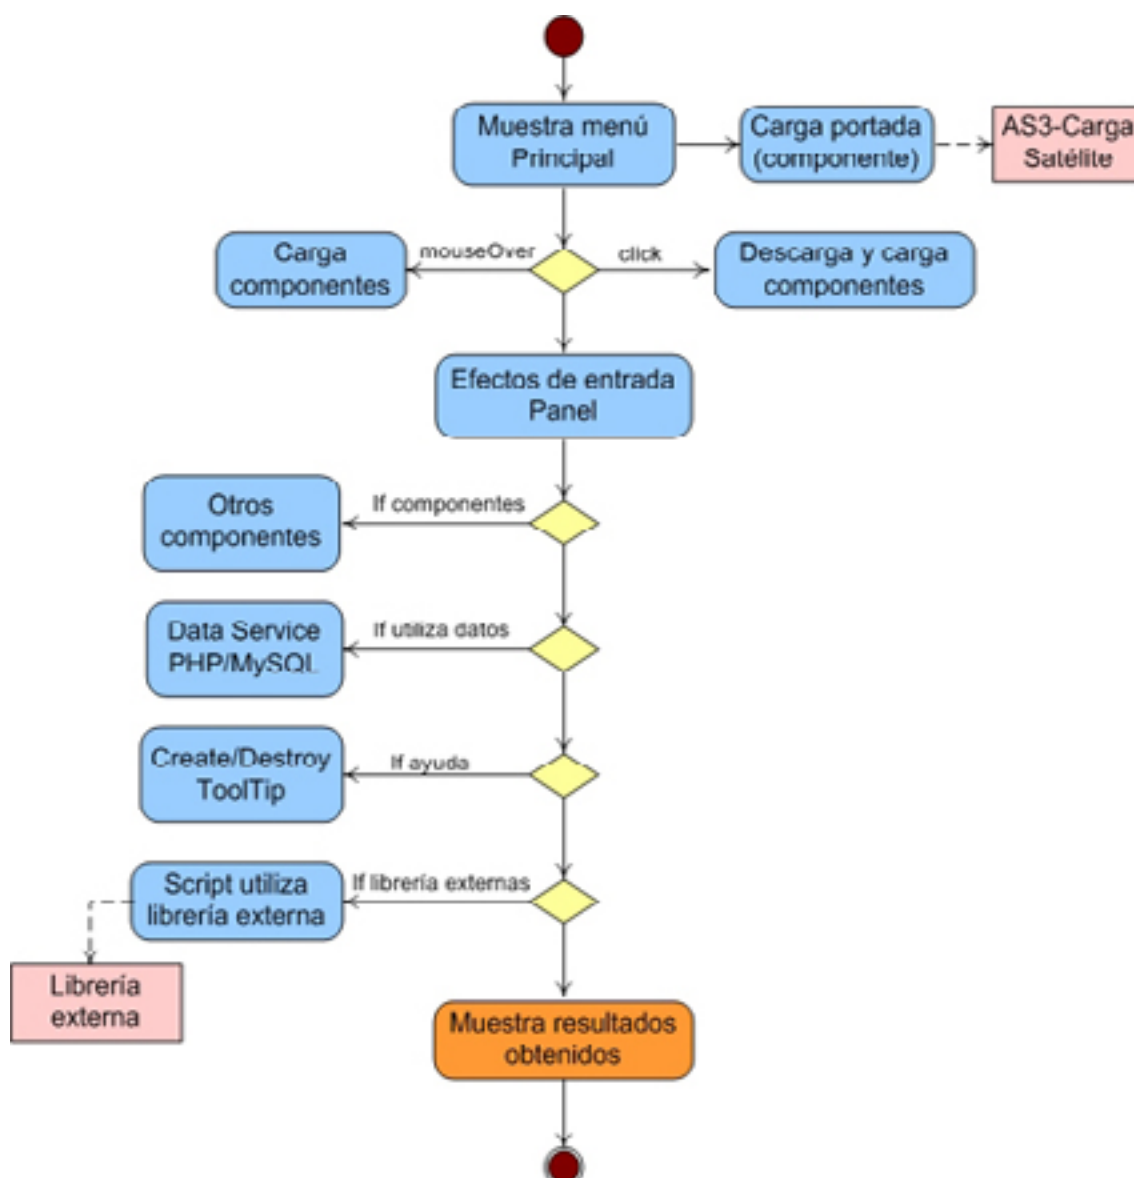 Muestra menú
Principal
Carga portada
(componente)
AS3-Carga
Satélite
Carga
componentes
mouseOver
click
Descarga y carga
componentes
Efectos de entrada
Panel
Otros
componentes
If componentes
Data Service
PHP/MySQL
If utiliza datos
Create/Destroy
ToolTip
If ayuda
Script utiliza
librería externa
If librería externas
Librería
externa
Muestra resultados
obtenidos